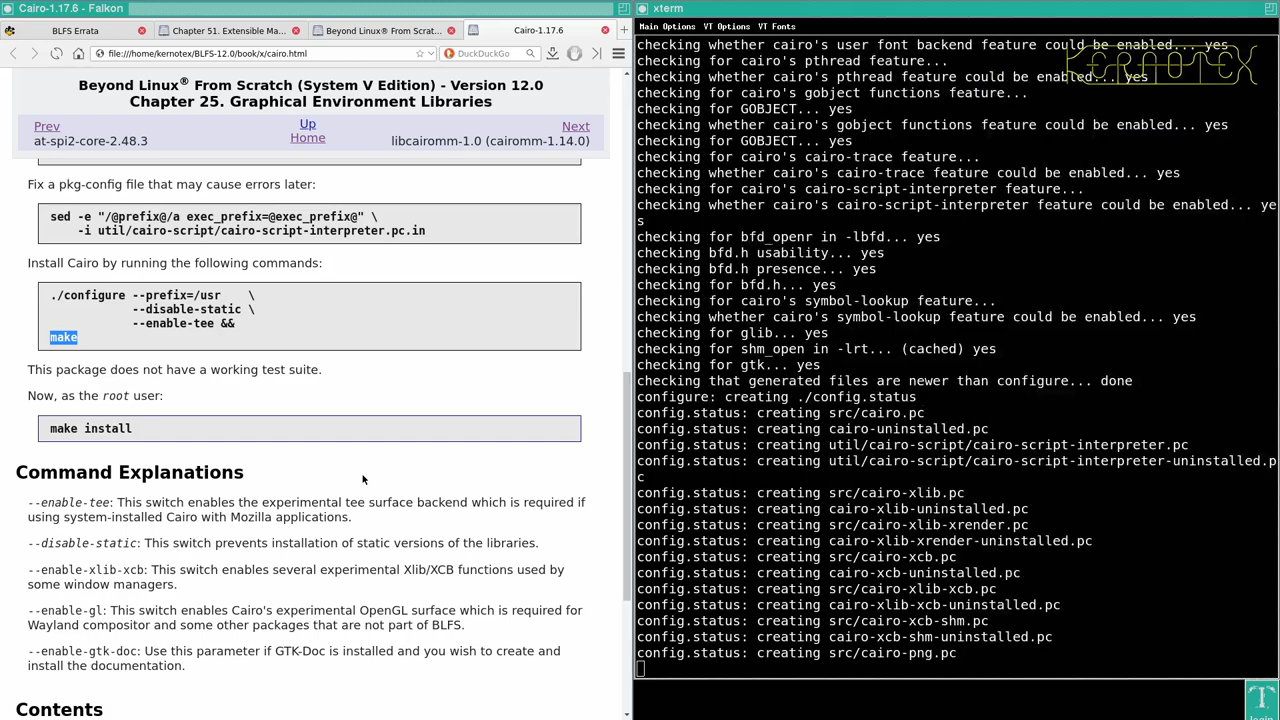 Cairo-1.17.6 - Falkon
BLFS Errata
Chapter 51. Extensible Ma...
Beyond Linux® From Scrat...
Cairo-1.17.6
file:///home/kernotex/BLFS-12.0/book/x/cairo.html
DuckDuckGo
Beyond Linux® From Scratch (System V Edition) - Version 12.0
Chapter 25. Graphical Environment Libraries
Prev
Up
Next
at-spi2-core-2.48.3
Home
libcairomm-1.0 (cairomm-1.14.0)
Fix a pkg-config file that may cause errors later:
sed -e "/@prefix@/a exec_prefix=@exec_prefix@" \
-i util/cairo-script/cairo-script-interpreter.pc.in
Install Cairo by running the following commands:
./configure --prefix=/usr \
--disable-static \
--enable-tee &&
make
This package does not have a working test suite.
Now, as the root user:
make install
Command Explanations
--enable-tee: This switch enables the experimental tee surface backend which is required if
using system-installed Cairo with Mozilla applications.
--disable-static: This switch prevents installation of static versions of the libraries.
--enable-xlib-xcb: This switch enables several experimental Xlib/XCB functions used by
some window managers.
--enable-gl: This switch enables Cairo's experimental OpenGL surface which is required for
Wayland compositor and some other packages that are not part of BLFS.
--enable-gtk-doc: Use this parameter if GTK-Doc is installed and you wish to create and
install the documentation.
Contents
xterm
Main Options VT Options VT Fonts
KERNOTEX
checking whether cairo's user font backend feature could be enabled... yes
checking for cairo's pthread feature...
checking whether cairo's pthread feature could be enabled... yes
checking for cairo's gobject functions feature...
checking for GOBJECT... yes
checking whether cairo's gobject functions feature could be enabled... yes
checking for GOBJECT... yes
checking for cairo's cairo-trace feature...
checking whether cairo's cairo-trace feature could be enabled... yes
checking for cairo's cairo-script-interpreter feature...
checking whether cairo's cairo-script-interpreter feature could be enabled... ye
s
checking for bfd_openr in -lbfd... yes
checking bfd.h usability... yes
checking bfd.h presence... yes
checking for bfd.h... yes
checking for cairo's symbol-lookup feature...
checking whether cairo's symbol-lookup feature could be enabled... yes
checking for glib... yes
checking for shm_open in -lrt... (cached) yes
checking for gtk... yes
checking that generated files are newer than configure... done
configure: creating ./config.status
config.status: creating src/cairo.pc
config.status: creating cairo-uninstalled.pc
config.status: creating util/cairo-script/cairo-script-interpreter.pc
config.status: creating util/cairo-script/cairo-script-interpreter-uninstalled.p
c
config.status: creating src/cairo-xlib.pc
config.status: creating cairo-xlib-uninstalled.pc
config.status: creating src/cairo-xlib-xrender.pc
config.status: creating cairo-xlib-xrender-uninstalled.pc
config.status: creating src/cairo-xcb.pc
config.status: creating cairo-xcb-uninstalled.pc
config.status: creating src/cairo-xlib-xcb.pc
config.status: creating cairo-xlib-xcb-uninstalled.pc
config.status: creating src/cairo-xcb-shm.pc
config.status: creating cairo-xcb-shm-uninstalled.pc
config.status: creating src/cairo-png.pc
login